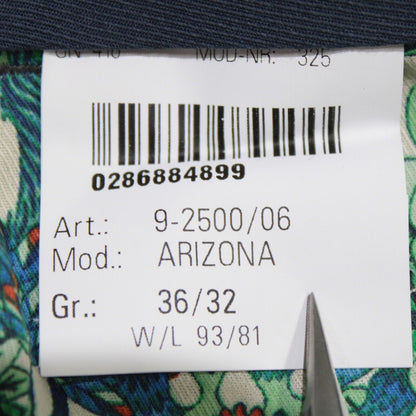 MOD-NR: 325
0286884899
Art.: 9-2500/06
Mod.: ARIZONA
Gr.: 36/32
W/L 93/81